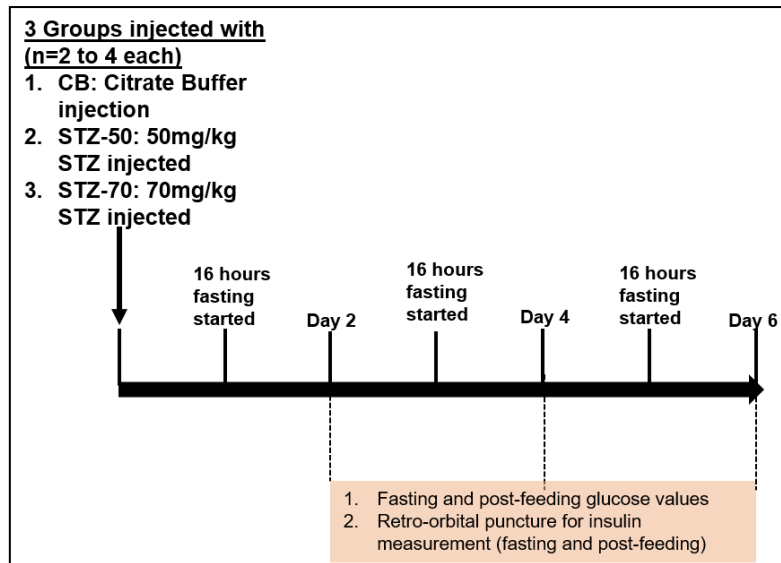 3 Groups injected with
(n=2 to 4 each)
1. CB: Citrate Buffer
injection
2. STZ-50: 50mg/kg
STZ injected
3. STZ-70: 70mg/kg
STZ injected
16 hours
fasting
started
Day 2
16 hours
fasting
started
Day 4
16 hours
fasting
started
Day 6
1. Fasting and post-feeding glucose values
2. Retro-orbital puncture for insulin
measurement (fasting and post-feeding)